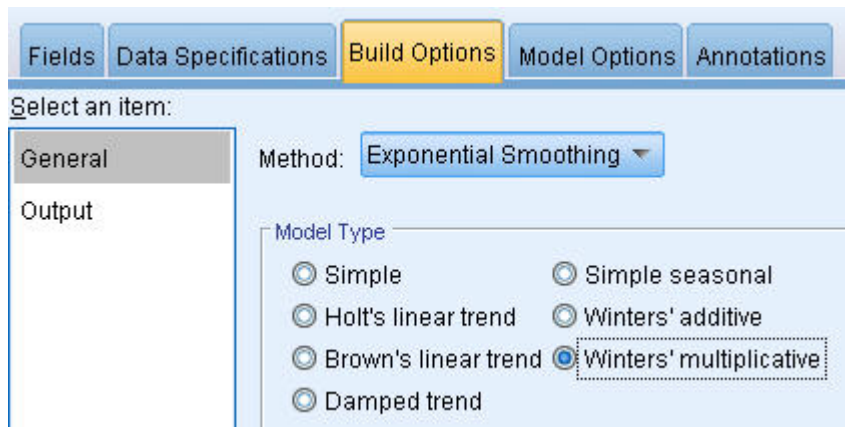 Fields Data Specifications Build Options Model Options Annotations
Select an item:
General
Output
Method: Exponential Smoothing
Model Type
Simple
Simple seasonal
Holt's linear trend
Winters' additive
Brown's linear trend
Winters' multiplicative
Damped trend